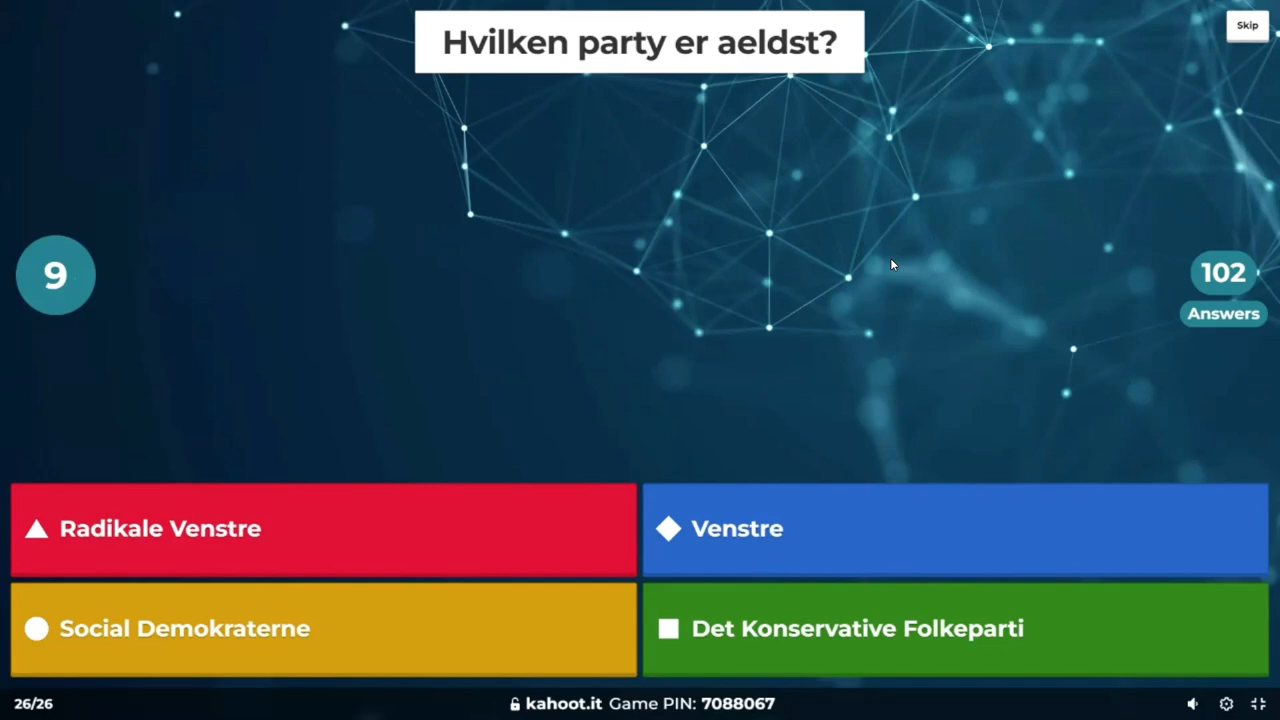 Hvilken party er aeldst?
Skip
9
102
Answers
Radikale Venstre
Venstre
Social Demokraterne
Det Konservative Folkeparti
26/26
kahoot.it Game PIN: 7088067